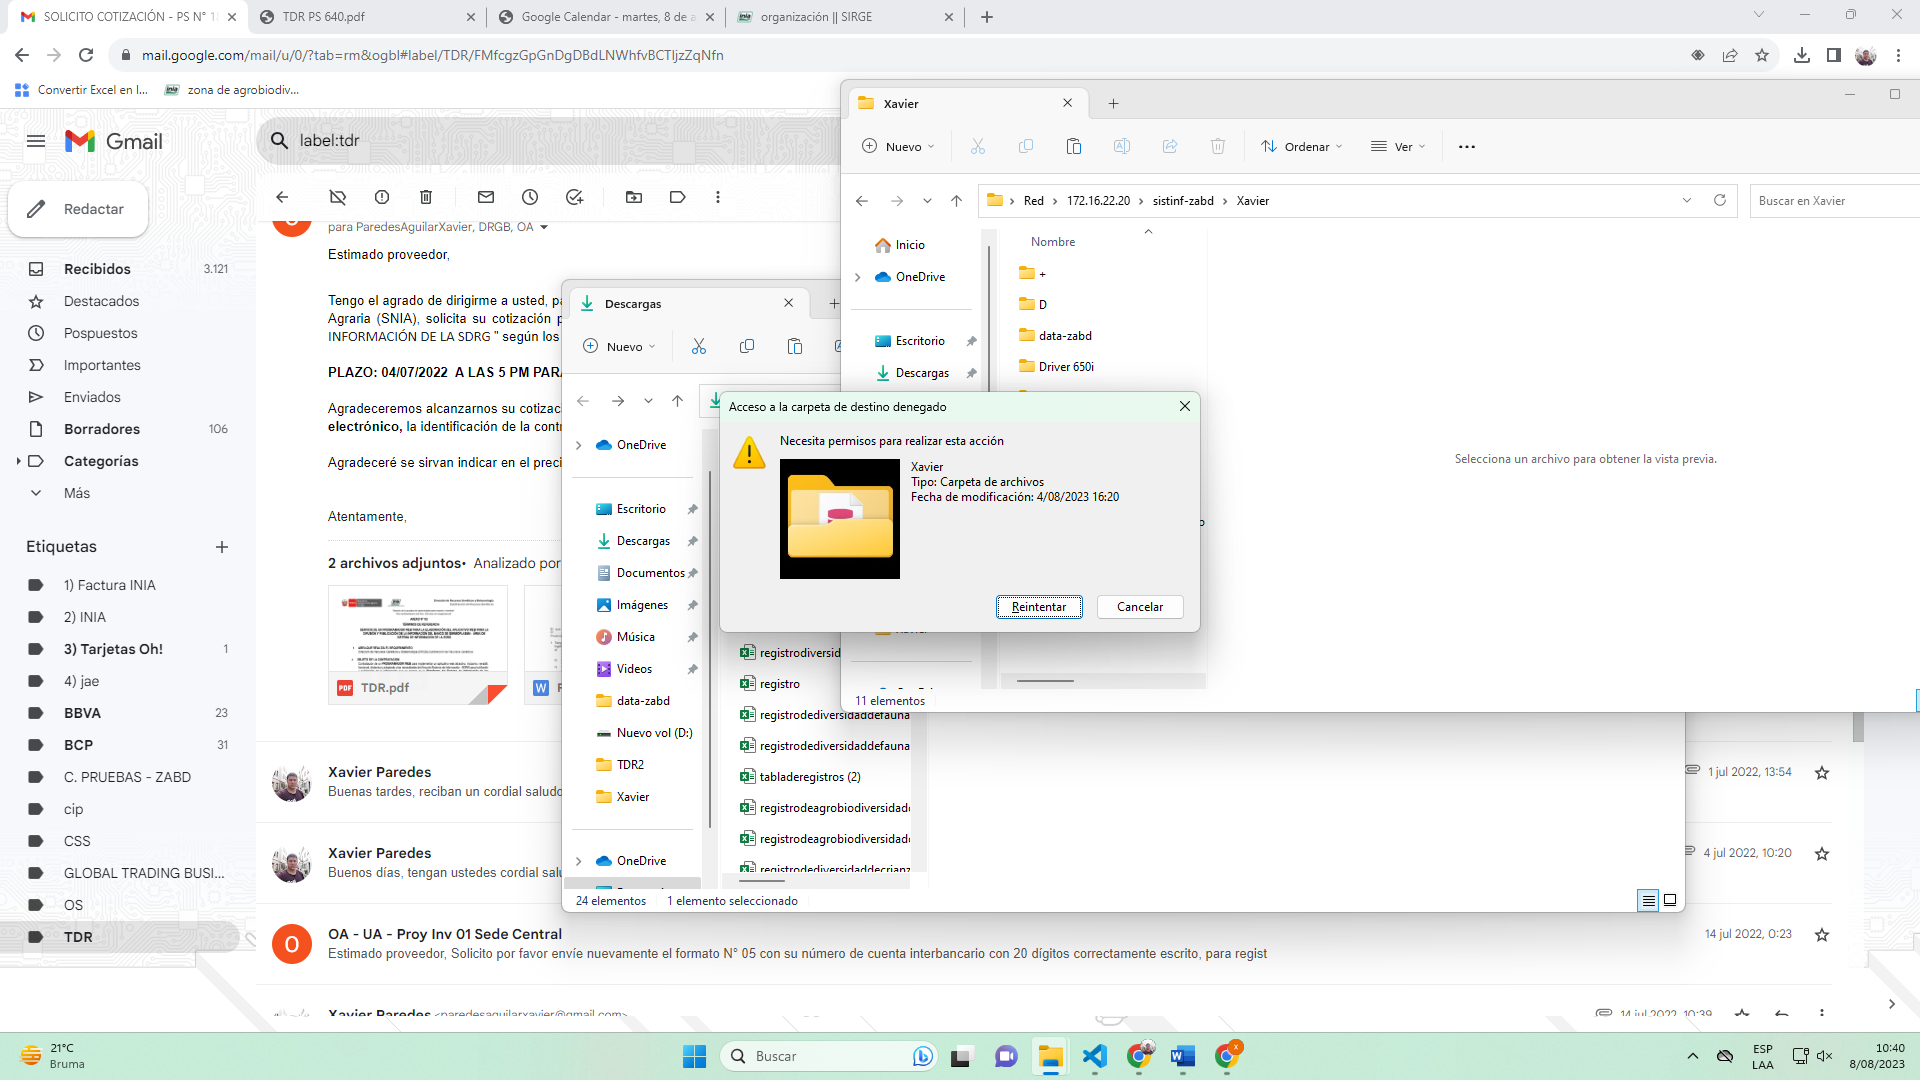 SOLICITO COTIZACIÓN - PS N° 18
TDR PS 640.pdf
Google Calendar - martes, 8 de a
organización || SIRGE
mail.google.com/mail/u/0/?tab=rm&ogbl#label/TDR/FMfcgzGpGnDgDBdLNWhfvBCTljzZqNfn
Convertir Excel en l...
zona de agrobiodiv...
Gmail
label:tdr
Redactar
Recibidos 3.121
Destacados
Pospuestos
Importantes
Enviados
Borradores 106
Categorías
Más
Etiquetas
1) Factura INIA
2) INIA
3) Tarjetas Oh! 1
4) jae
BBVA 23
BCP 31
C. PRUEBAS - ZABD
cip
CSS
GLOBAL TRADING BUSI...
OS
TDR
para ParedesAguilarXavier, DRGB, OA
Estimado proveedor,
Tengo el agrado de dirigirme a usted, pa
Agraria (SNIA), solicita su cotización p
INFORMACIÓN DE LA SDRG " según los
PLAZO: 04/07/2022 A LAS 5 PM PARA
Agradeceremos alcanzarnos su cotizac
electrónico, la identificación de la contr
Agradeceré se sirvan indicar en el preci
Atentamente,
2 archivos adjuntos • Analizado por
TDR.pdf
Xavier Paredes
Buenas tardes, reciban un cordial saludo
1 jul 2022, 13:54
Xavier Paredes
Buenos días, tengan ustedes cordial salu
4 jul 2022, 10:20
OA - UA - Proy Inv 01 Sede Central
14 jul 2022, 0:23
Estimado proveedor, Solicito por favor envíe nuevamente el formato N° 05 con su número de cuenta interbancario con 20 dígitos correctamente escrito, para regist
Xavier Paredes <paredesaguilarxavier@gmail.com>
14 jul 2022, 10:39
Descargas
Nuevo
OneDrive
Escritorio
Descargas
Documentos
Imágenes
Música
Videos
data-zabd
Nuevo vol (D:)
TDR2
Xavier
OneDrive
registrodiversid
registro
registrodediversidaddefauna
registrodediversidaddefauna
tabladeregistros (2)
registrodeagrobiodiversidad
registrodeagrobiodiversidad
registrodediversidaddecrianz
24 elementos
1 elemento seleccionado
Xavier
Nuevo
Ordenar
Ver
Red > 172.16.22.20 > sistinf-zabd > Xavier
Buscar en Xavier
Inicio
OneDrive
Escritorio
Descargas
Nombre
+
D
data-zabd
Driver 650i
Selecciona un archivo para obtener la vista previa.
11 elementos
Acceso a la carpeta de destino denegado
Necesita permisos para realizar esta acción
Xavier
Tipo: Carpeta de archivos
Fecha de modificación: 4/08/2023 16:20
Reintentar
Cancelar
21°C
Bruma
Buscar
ESP
LAA
10:40
8/08/2023